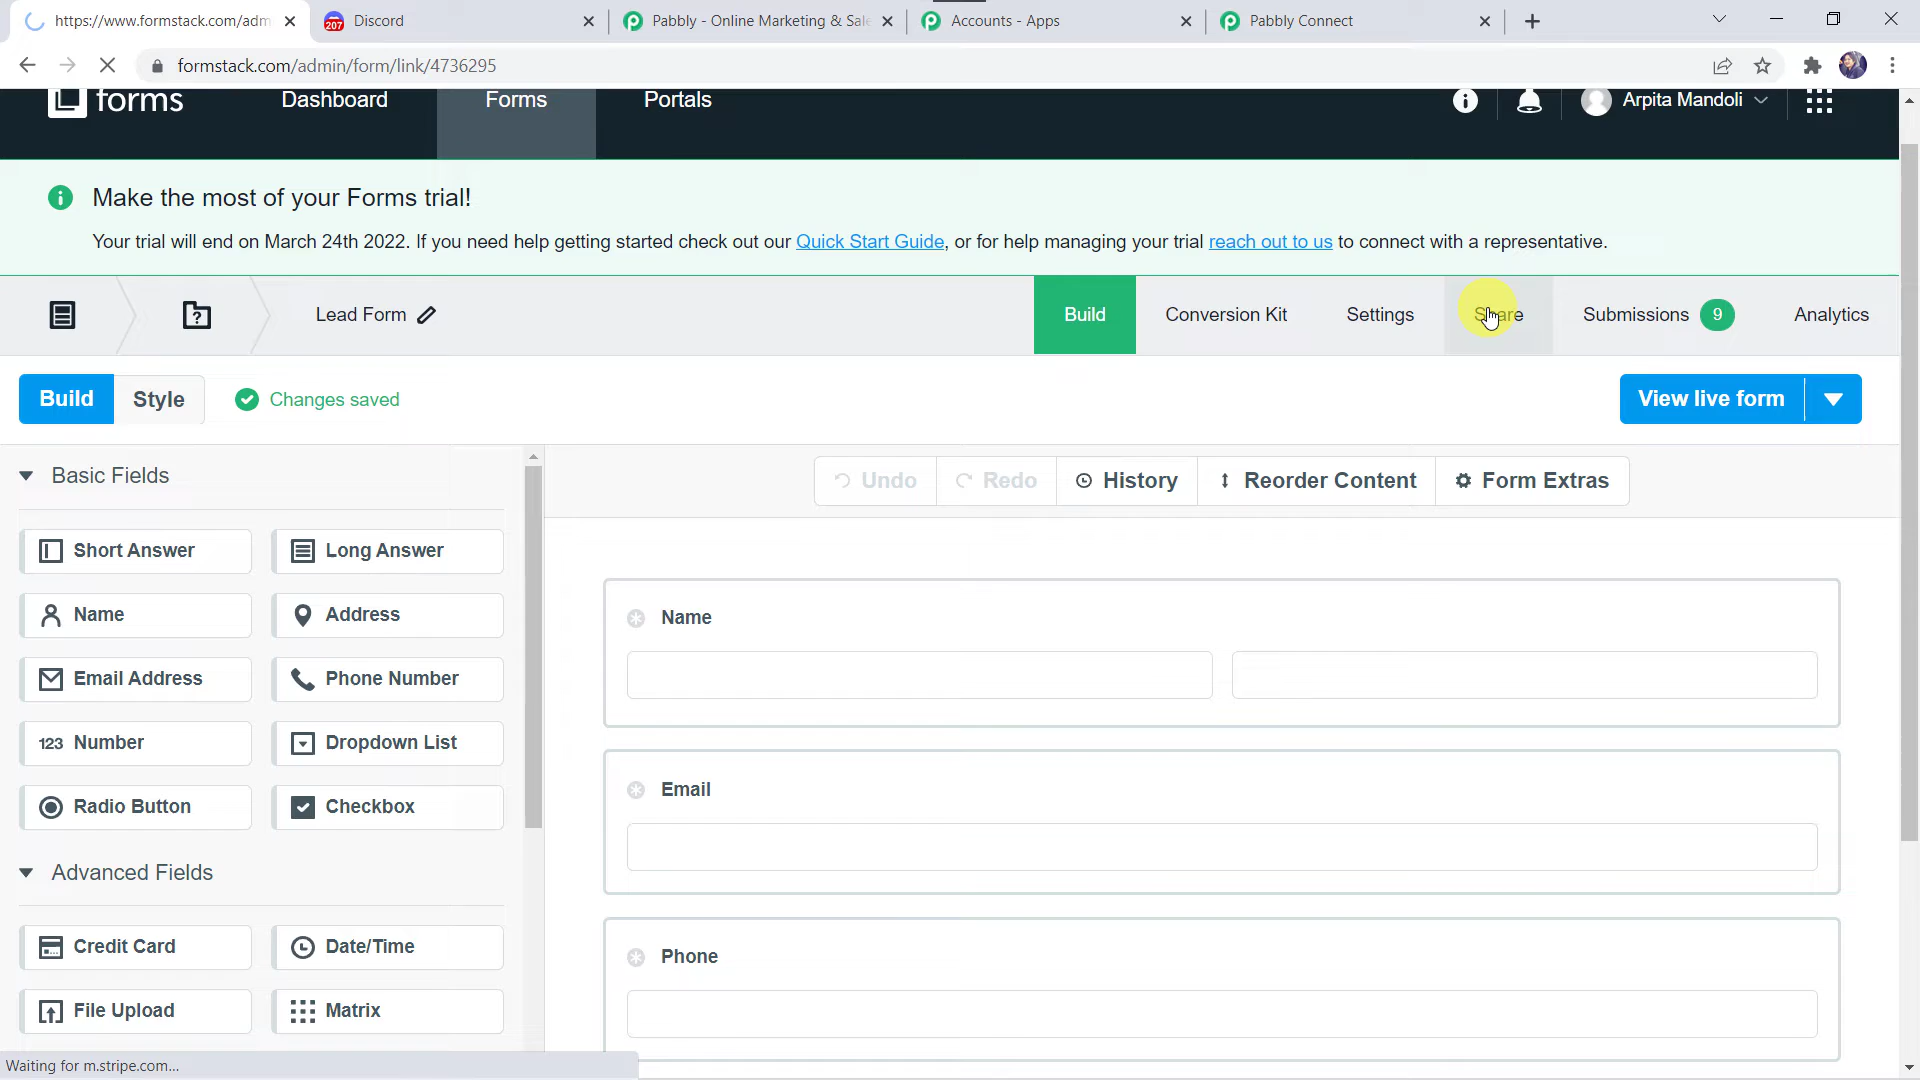 https://www.formstack.com/adm
207
Discord
Pabbly - Online Marketing & Sale
Accounts - Apps
Pabbly Connect
formstack.com/admin/form/link/4736295
forms
Dashboard
Forms
Portals
Arpita Mandoli
Make the most of your Forms trial!
Your trial will end on March 24th 2022. If you need help getting started check out our Quick Start Guide, or for help managing your trial reach out to us to connect with a representative.
Lead Form
Build
Conversion Kit
Settings
Share
Submissions 9
Analytics
Build
Style
Changes saved
View live form
Basic Fields
Undo
Redo
History
Reorder Content
Form Extras
Short Answer
Long Answer
Name
Address
Email Address
Phone Number
123 Number
Dropdown List
Radio Button
Checkbox
Advanced Fields
Credit Card
Date/Time
File Upload
Matrix
Name
Email
Phone
Waiting for m.stripe.com...